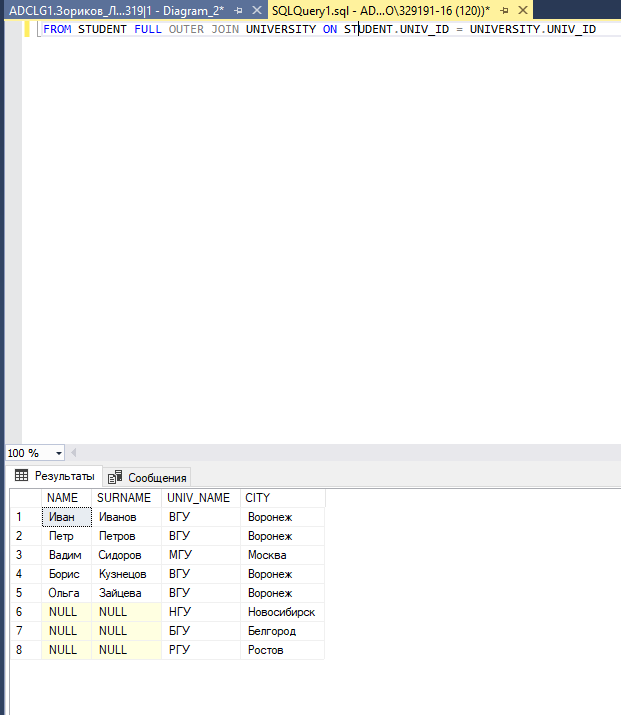 ADCLG1.Зориков_Л...319|1 - Diagram_2* SQLQuery1.sql - AD...O\329191-16 (120))*
FROM STUDENT FULL OUTER JOIN UNIVERSITY ON STUDENT.UNIV_ID = UNIVERSITY.UNIV_ID
100 %
Результаты Сообщения
NAME SURNAME UNIV_NAME CITY
1 Иван Иванов ВГУ Воронеж
2 Петр Петров ВГУ Воронеж
3 Вадим Сидоров МГУ Москва
4 Борис Кузнецов ВГУ Воронеж
5 Ольга Зайцева ВГУ Воронеж
6 NULL NULL НГУ Новосибирск
7 NULL NULL БГУ Белгород
8 NULL NULL РГУ Ростов